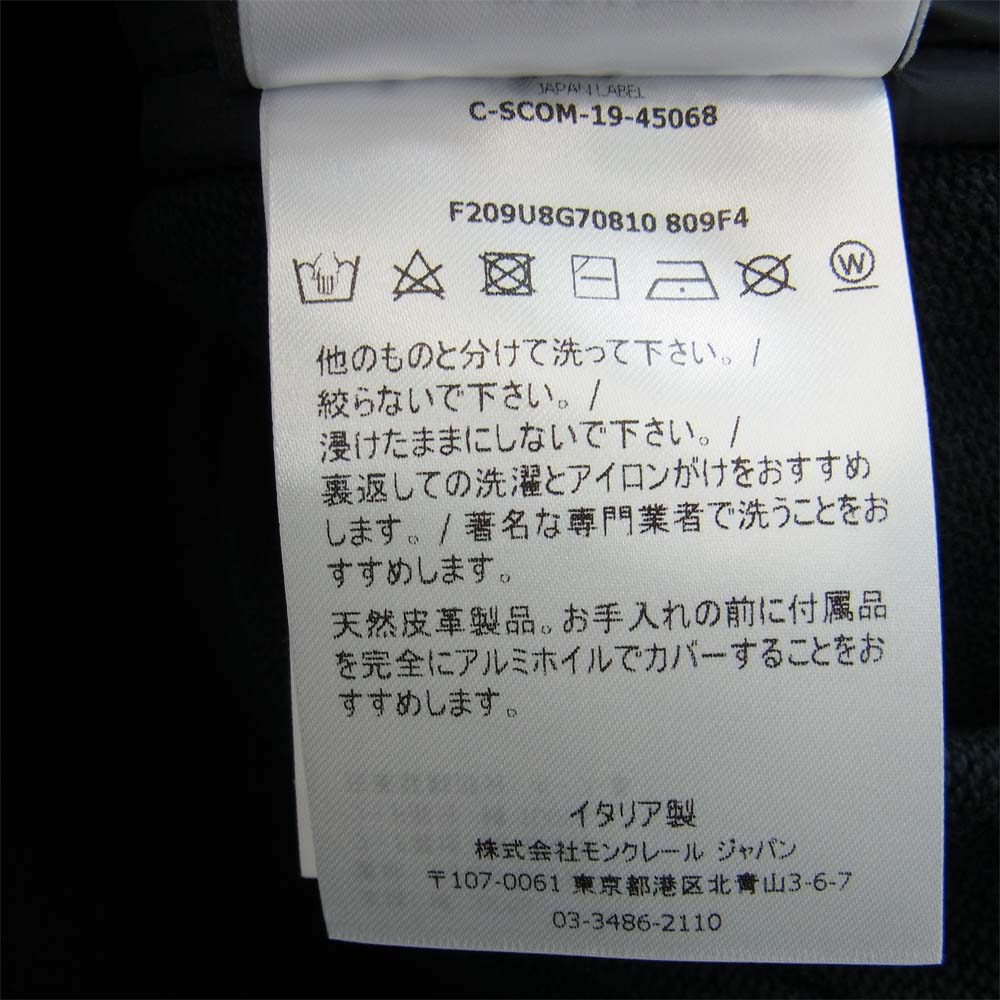 JAPAN LABEL
C-SCOM-19-45068
F209U8G70810 809F4
W
他のものと分けて洗って下さい。/
絞らないで下さい。/
浸けたままにしないで下さい。/
裏返しての洗濯とアイロンがけをおすすめ
します。/ 著名な専門業者で洗うことをお
すすめします。
天然皮革製品。お手入れの前に付属品
を完全にアルミホイルでカバーすることをお
すすめします。
イタリア製
株式会社モンクレール ジャパン
〒107-0061 東京都港区北青山3-6-7
03-3486-2110